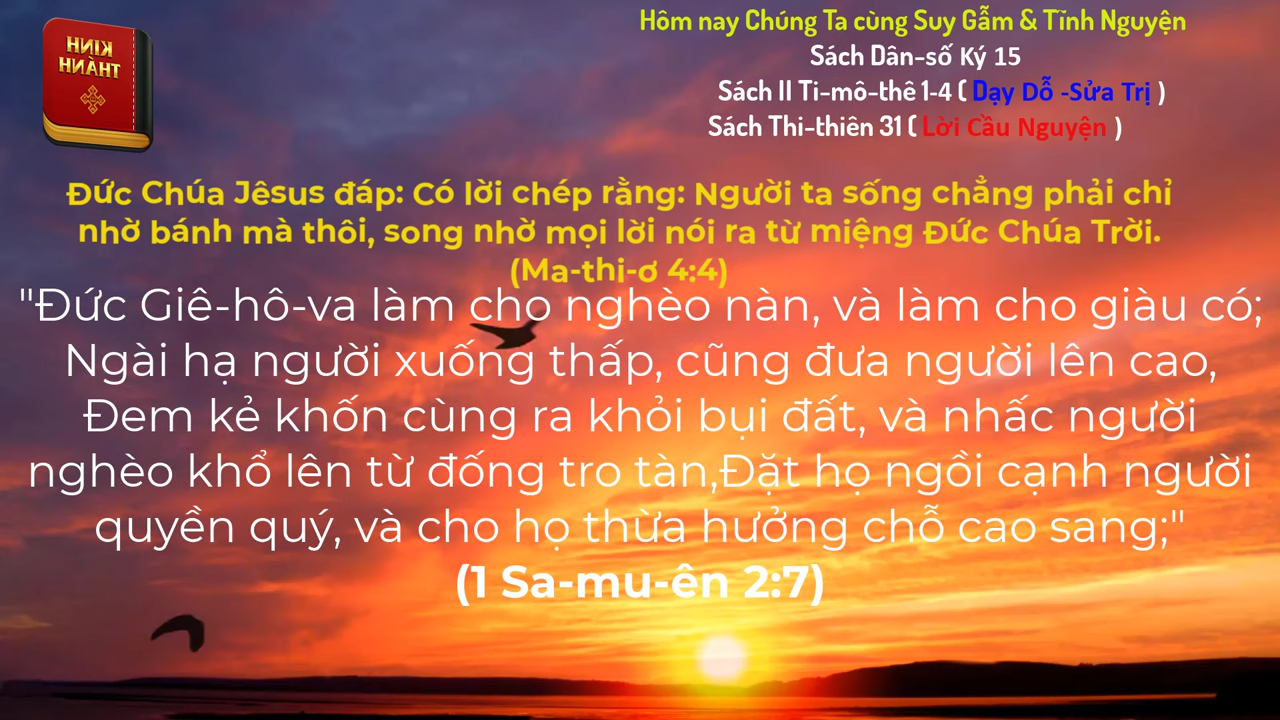 KINH
THÀNH
Hôm nay Chúng Ta cùng Suy Gẫm & Tĩnh Nguyện
Sách Dân-số Ký 15
Sách II Ti-mô-thê 1-4 ( Dạy Dỗ -Sửa Trị )
Sách Thi-thiên 31 ( Lời Cầu Nguyện )
Đức Chúa Jêsus đáp: Có lời chép rằng: Người ta sống chẳng phải chỉ
nhờ bánh mà thôi, song nhờ mọi lời nói ra từ miệng Đức Chúa Trời.
(Ma-thi-ơ 4:4)
"Đức Giê-hô-va làm cho nghèo nàn, và làm cho giàu có;
Ngài hạ người xuống thấp, cũng đưa người lên cao,
Đem kẻ khốn cùng ra khỏi bụi đất, và nhấc người
nghèo khổ lên từ đống tro tàn,Đặt họ ngồi cạnh người
quyền quý, và cho họ thừa hưởng chỗ cao sang;"
(1 Sa-mu-ên 2:7)